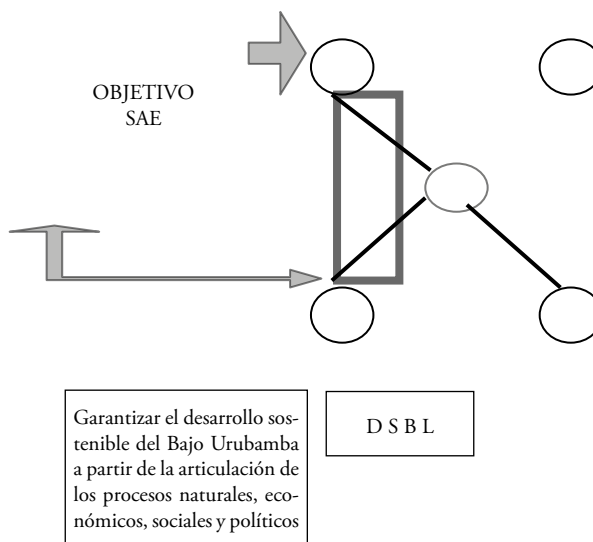 OBJETIVO
SAE
Garantizar el desarrollo sos-
tenible del Bajo Urubamba
a partir de la articulación de
los procesos naturales, eco-
nómicos, sociales y políticos
D S B L